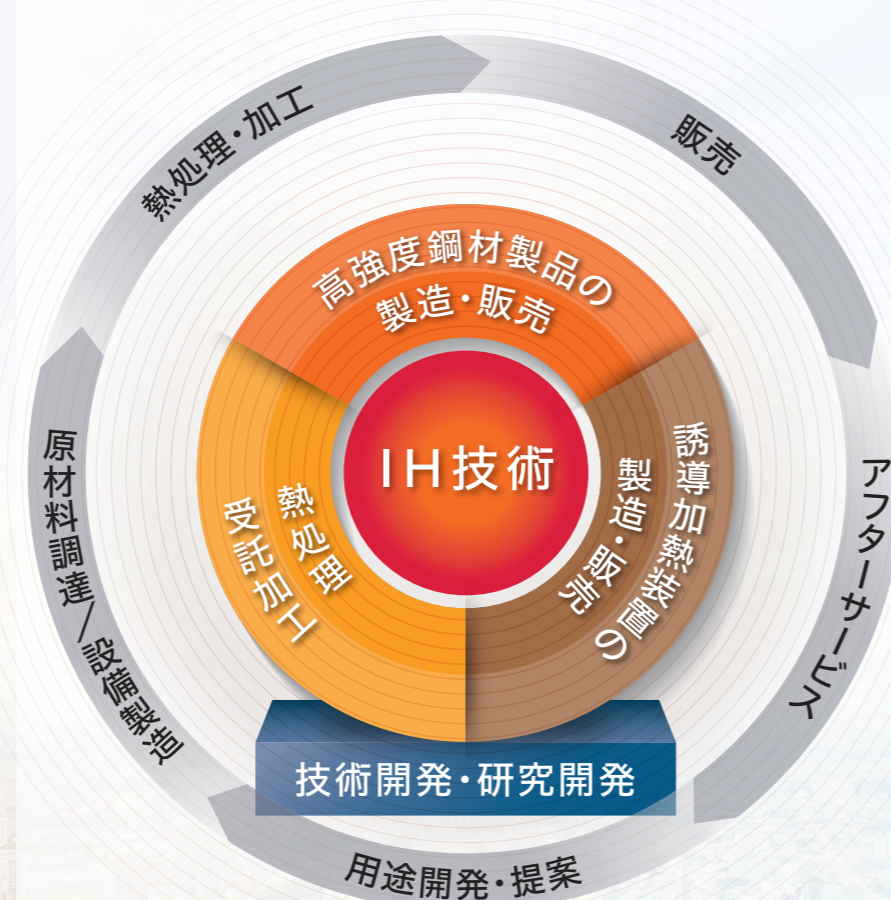 熱処理・加工
販売
高強度鋼材製品の
製造・販売
IH技術
誘導加熱装置の
製造・販売
熱処理
受託加工
アフターサービス
原材料調達/設備製造
技術開発・研究開発
用途開発・提案